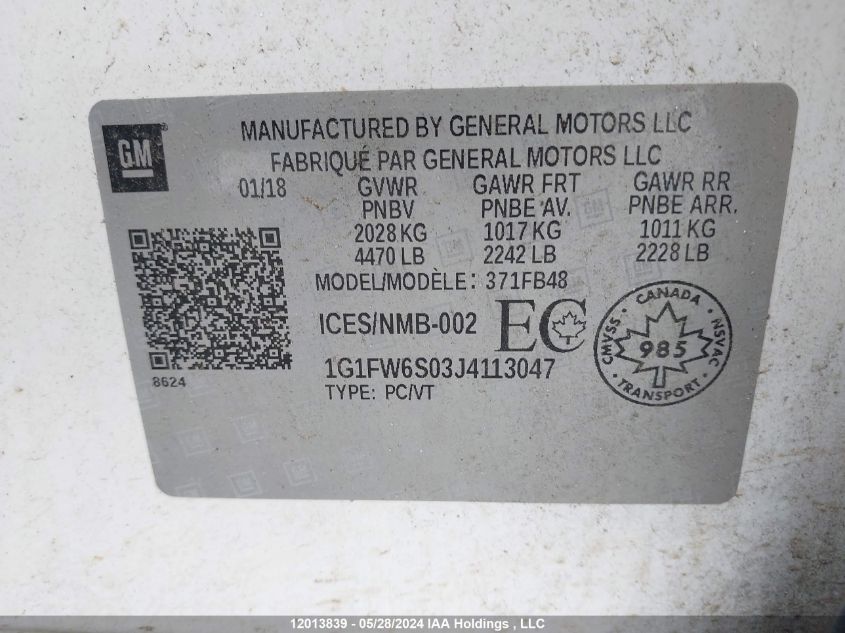 GM
MANUFACTURED BY GENERAL MOTORS LLC
FABRIQUÉ PAR GENERAL MOTORS LLC
01/18 GVWR GAWR FRT GAWR RR
PNBV PNBE AV. PNBE ARR.
2028 KG 1017 KG 1011 KG
4470 LB 2242 LB 2228 LB
MODEL/MODÈLE: 371FB48
ICES/NMB-002 EC
1G1FW6S03J4113047
TYPE: PC/VT
8624
CANADA
CMVSS 985 NSVAC
TRANSPORT
12013839 - 05/28/2024 IAA Holdings , LLC